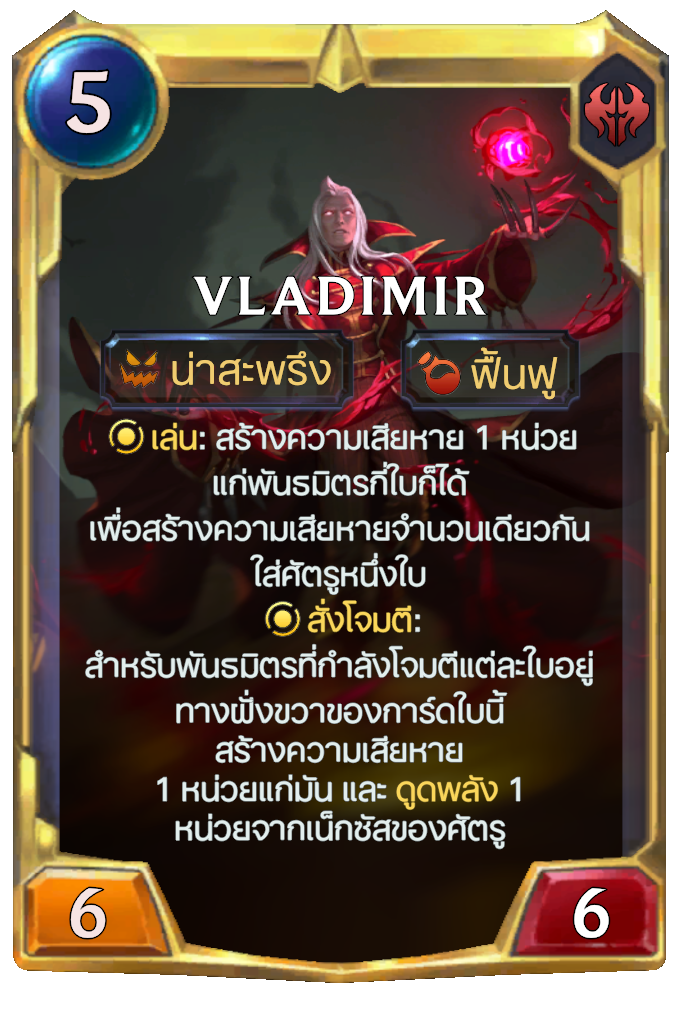 5
VLADIMIR
น่าสะพรึง ฟื้นฟู
เล่น: สร้างความเสียหาย 1 หน่วย
แก่พันธมิตรกี่ใบก็ได้
เพื่อสร้างความเสียหายจำนวนเดียวกัน
ใส่ศัตรูหนึ่งใบ
สั่งโจมตี:
สำหรับพันธมิตรที่กำลังโจมตีแต่ละใบอยู่
ทางฝั่งขวาของการ์ดใบนี้
สร้างความเสียหาย
1 หน่วยแก่มัน และ ดูดพลัง 1
หน่วยจากเน็กซัสของศัตรู
6 6